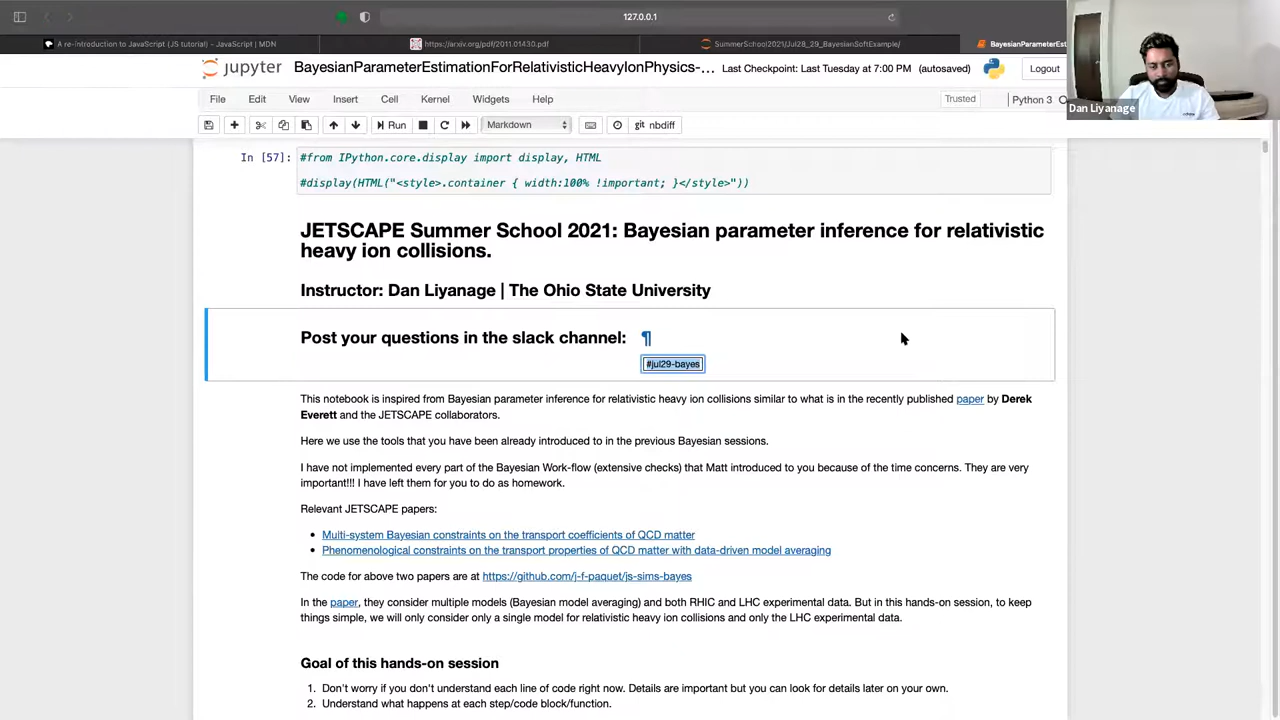 127.0.0.1
A re-introduction to JavaScript (JS tutorial) - JavaScript | MDN
https://arxiv.org/pdf/2011.01430.pdf
SummerSchool2021/Jul28_29_BayesianSoftExample/
BayesianParameterEsti
jupyter
BayesianParameterEstimationForRelativisticHeavyIonPhysics-...
Last Checkpoint: Last Tuesday at 7:00 PM (autosaved)
Logout
Dan Liyanage
File Edit View Insert Cell Kernel Widgets Help
Trusted
Python 3
Run
Markdown
git nbdiff
In [57]: #from IPython.core.display import display, HTML
#display(HTML("<style>.container { width:100% !important; }</style>"))
JETSCAPE Summer School 2021: Bayesian parameter inference for relativistic
heavy ion collisions.
Instructor: Dan Liyanage | The Ohio State University
Post your questions in the slack channel: ¶
#jul29-bayes
This notebook is inspired from Bayesian parameter inference for relativistic heavy ion collisions similar to what is in the recently published paper by Derek
Everett and the JETSCAPE collaborators.
Here we use the tools that you have been already introduced to in the previous Bayesian sessions.
I have not implemented every part of the Bayesian Work-flow (extensive checks) that Matt introduced to you because of the time concerns. They are very
important!!! I have left them for you to do as homework.
Relevant JETSCAPE papers:
• Multi-system Bayesian constraints on the transport coefficients of QCD matter
• Phenomenological constraints on the transport properties of QCD matter with data-driven model averaging
The code for above two papers are at https://github.com/j-f-paquet/js-sims-bayes
In the paper, they consider multiple models (Bayesian model averaging) and both RHIC and LHC experimental data. But in this hands-on session, to keep
things simple, we will only consider only a single model for relativistic heavy ion collisions and only the LHC experimental data.
Goal of this hands-on session
1. Don't worry if you don't understand each line of code right now. Details are important but you can look for details later on your own.
2. Understand what happens at each step/code block/function.